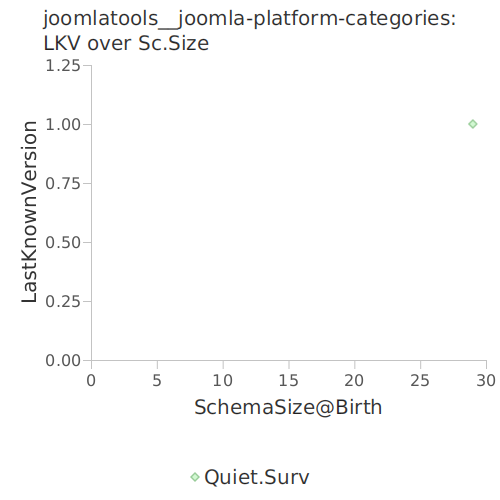 joomlatools__joomla-platform-categories:
LKV over Sc.Size
1.25
1.00
0.75
0.50
0.25
0.00
LastKnownVersion
0 5 10 15 20 25 30
SchemaSize@Birth
Quiet.Surv